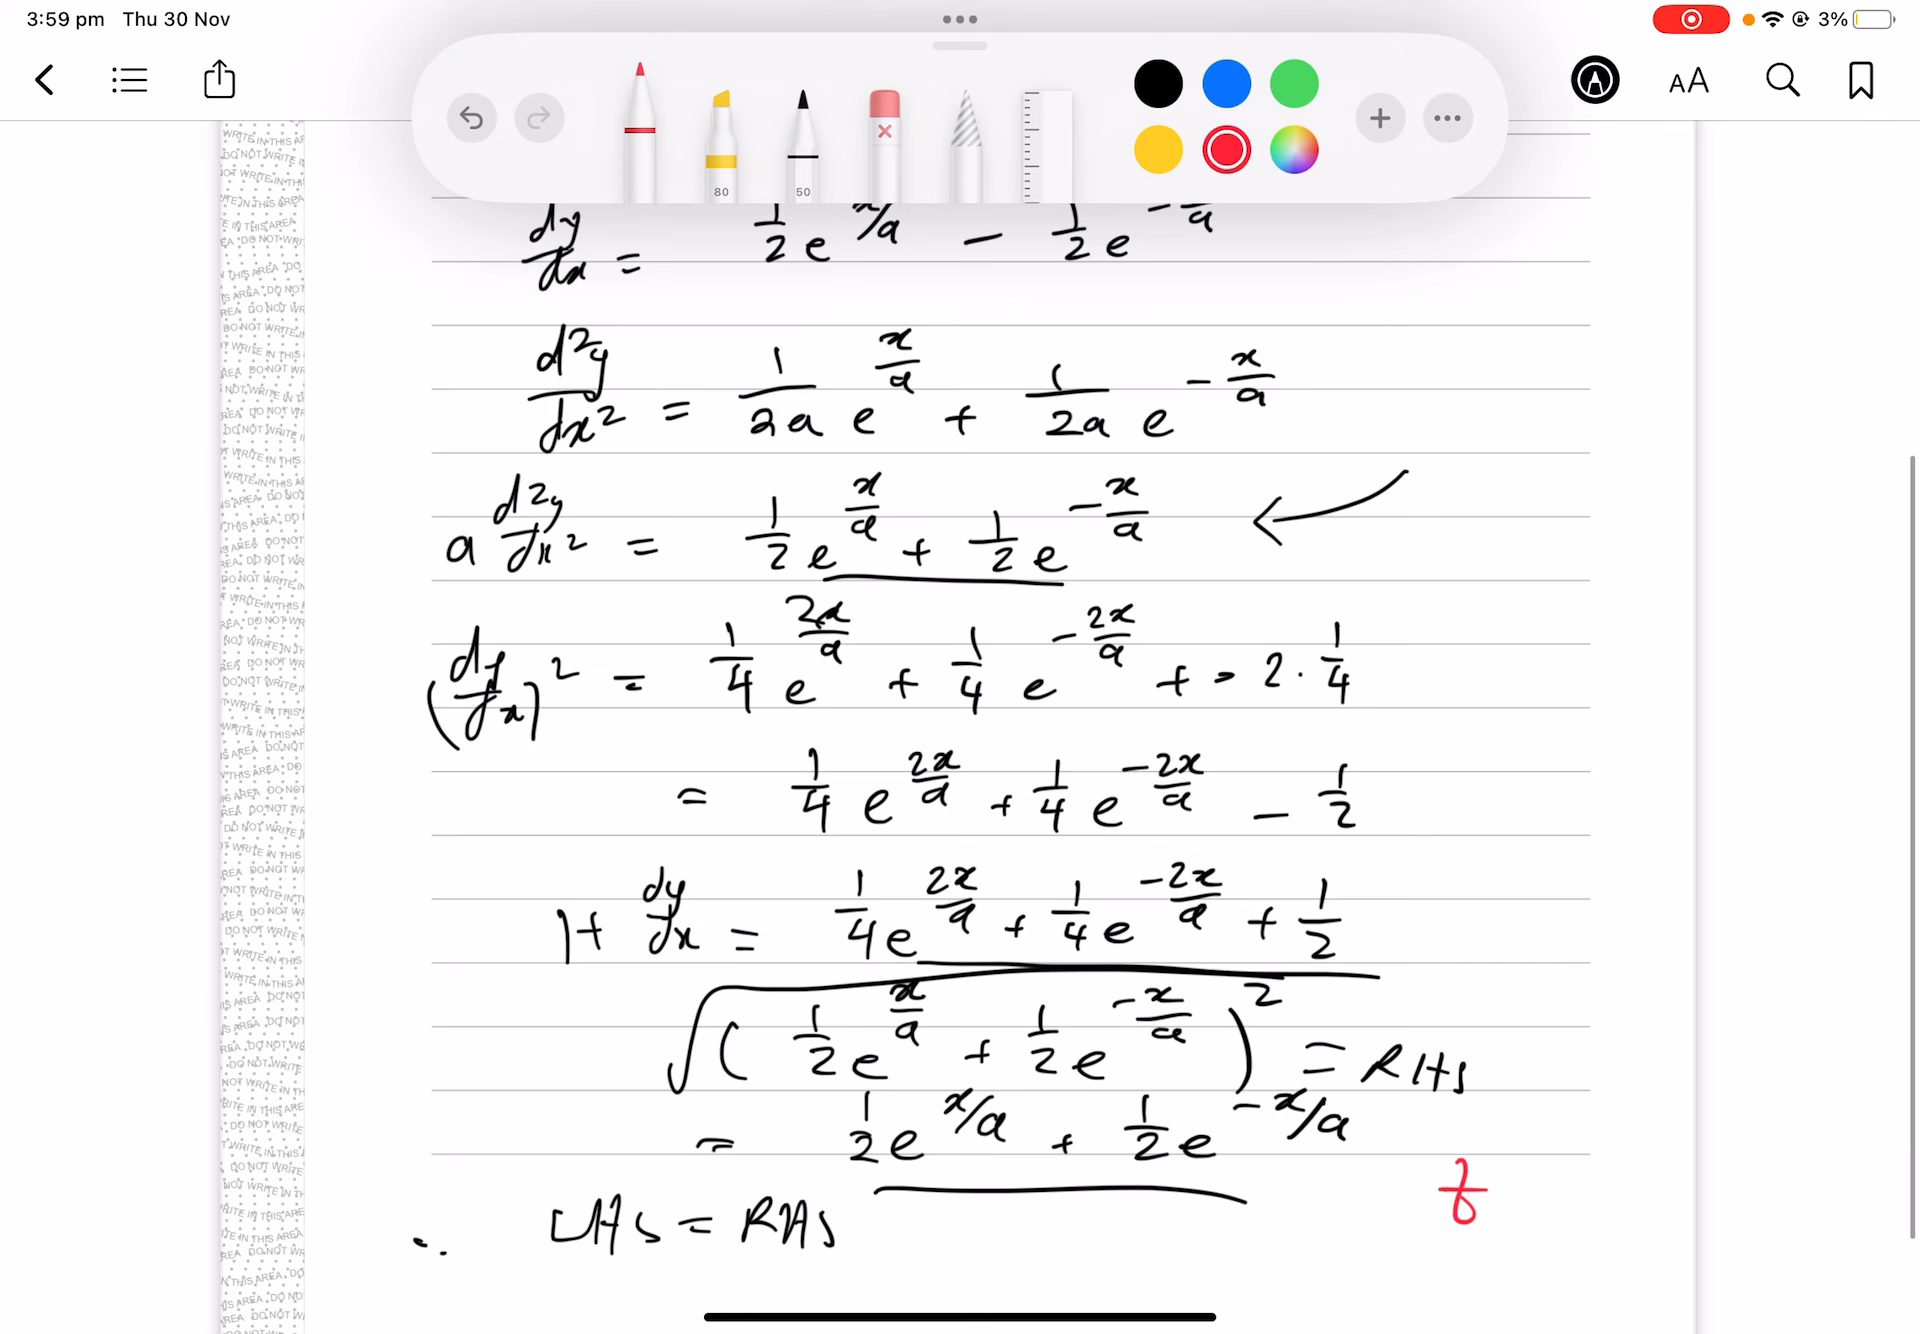 3:59 pm Thu 30 Nov
3%
AA
80 50
dy/dx = 1/2 e^(x/a) - 1/2 e^(-x/a)
d²y/dx² = 1/2a e^(x/a) + 1/2a e^(-x/a)
a d²y/dx² = 1/2 e^(x/a) + 1/2 e^(-x/a) ←
(dy/dx)² = 1/4 e^(2x/a) + 1/4 e^(-2x/a) + - 2 · 1/4
= 1/4 e^(2x/a) + 1/4 e^(-2x/a) - 1/2
1+ dy/dx = 1/4 e^(2x/a) + 1/4 e^(-2x/a) + 1/2
√(1/2 e^(x/a) + 1/2 e^(-x/a))² = RHS
= 1/2 e^(x/a) + 1/2 e^(-x/a)
∴ LHS = RHS